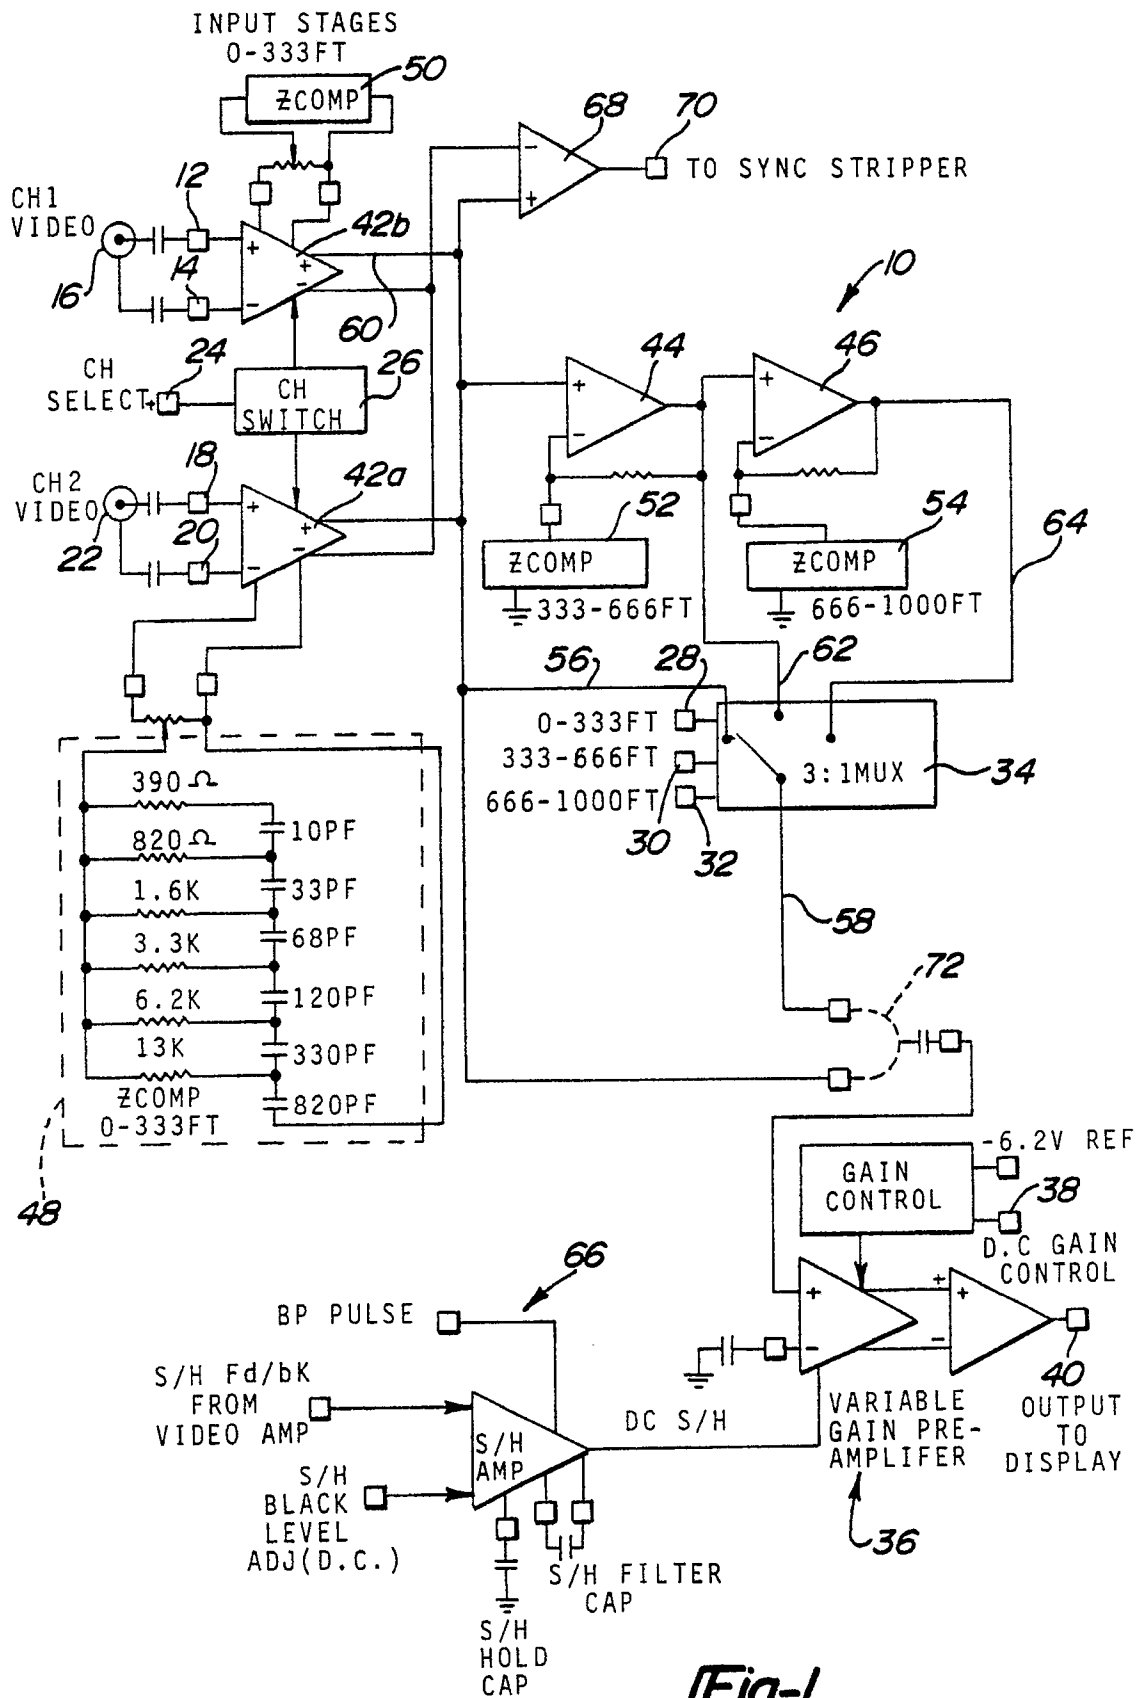 INPUT STAGES
0-333FT
50
ZCOMP
68
70
TO SYNC STRIPPER
CH1
VIDEO
12
14
16
+
-
42b
+
-
60
-
+
10
CH
SELECT
+
24
CH
SWITCH
26
44
+
-
46
+
-
CH2
VIDEO
18
20
22
+
-
42a
+
-
52
ZCOMP
333-666FT
54
ZCOMP
666-1000FT
64
56
28
62
0-333FT
333-666FT
666-1000FT
30
32
3:1MUX
34
390Ω
10PF
820Ω
33PF
1.6K
68PF
3.3K
120PF
6.2K
330PF
13K
820PF
ZCOMP
0-333FT
48
58
72
GAIN
CONTROL
-6.2V REF
38
D.C GAIN
CONTROL
66
BP PULSE
+
-
+
+
-
40
OUTPUT
TO
DISPLAY
S/H Fd/bK
FROM
VIDEO AMP
S/H
AMP
DC S/H
VARIABLE
GAIN PRE-
AMPLIFER
36
S/H
BLACK
LEVEL
ADJ(D.C.)
S/H FILTER
CAP
S/H
HOLD
CAP
Fig-1